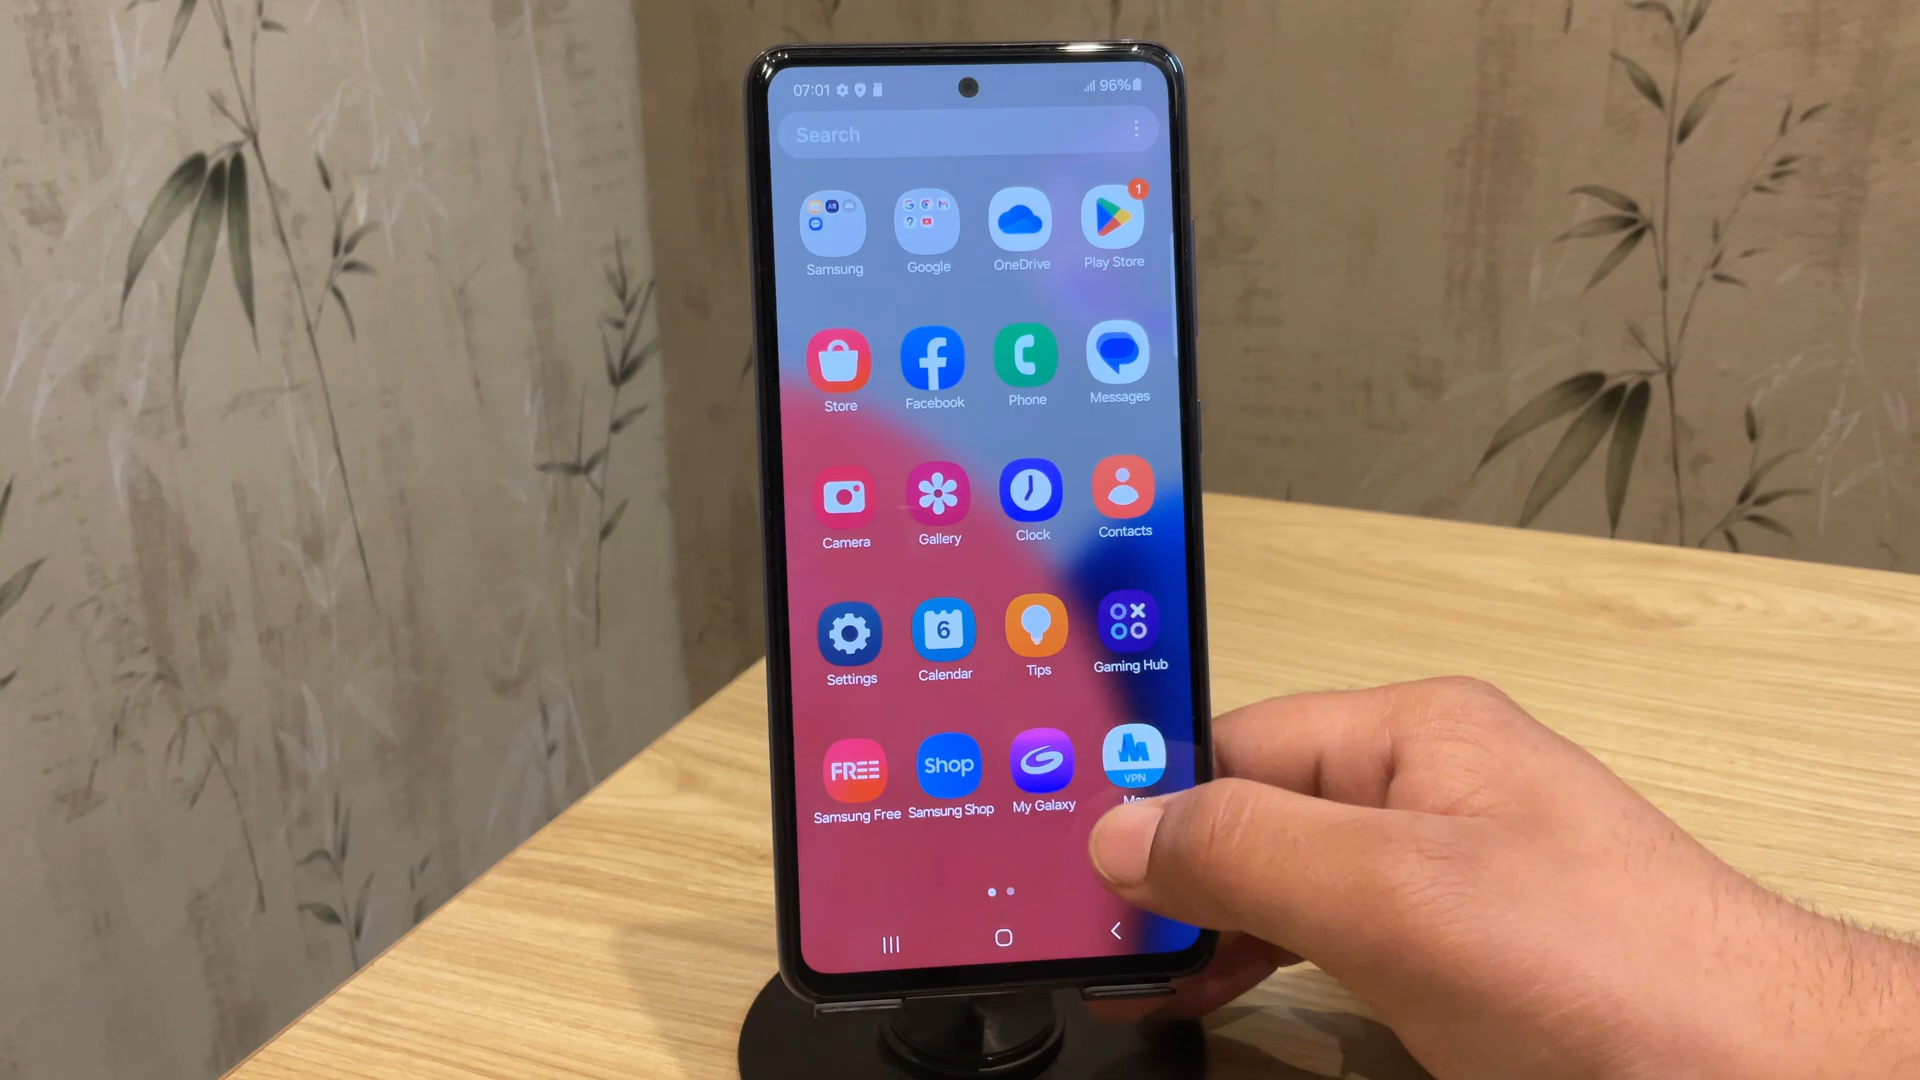 07:01 96%
Search
1
AR
Samsung Google OneDrive Play Store
Store Facebook Phone Messages
Camera Gallery Clock Contacts
6
Settings Calendar Tips Gaming Hub
FREE Shop VPN
Samsung Free Samsung Shop My Galaxy